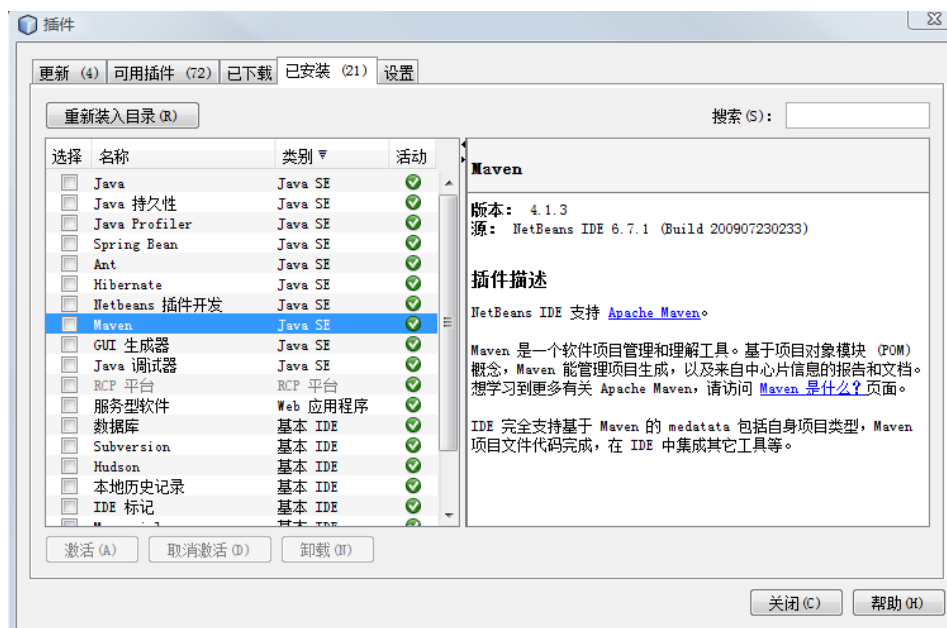 插件
更新 (4) 可用插件 (72) 已下载 已安装 (21) 设置
重新装入目录(R) 搜索(S):
选择 名称 类别 活动
Java Java SE
Java 持久性 Java SE
Java Profiler Java SE
Spring Bean Java SE
Ant Java SE
Hibernate Java SE
Netbeans 插件开发 Java SE
Maven Java SE
GUI 生成器 Java SE
Java 调试器 Java SE
RCP 平台 RCP 平台
服务型软件 Web 应用程序
数据库 基本 IDE
Subversion 基本 IDE
Hudson 基本 IDE
本地历史记录 基本 IDE
IDE 标记 基本 IDE
激活(A) 取消激活(D) 卸载(U)
Maven
版本: 4.1.3
源: NetBeans IDE 6.7.1 (Build 200907230233)
插件描述
NetBeans IDE 支持 Apache Maven。
Maven 是一个软件项目管理和理解工具。基于项目对象模块 (POM)
概念，Maven 能管理项目生成，以及来自中心片信息的报告和文档。
想学习到更多有关 Apache Maven，请访问 Maven 是什么？页面。
IDE 完全支持基于 Maven 的 medatata 包括自身项目类型，Maven
项目文件代码完成，在 IDE 中集成其它工具等。
关闭(C) 帮助(H)